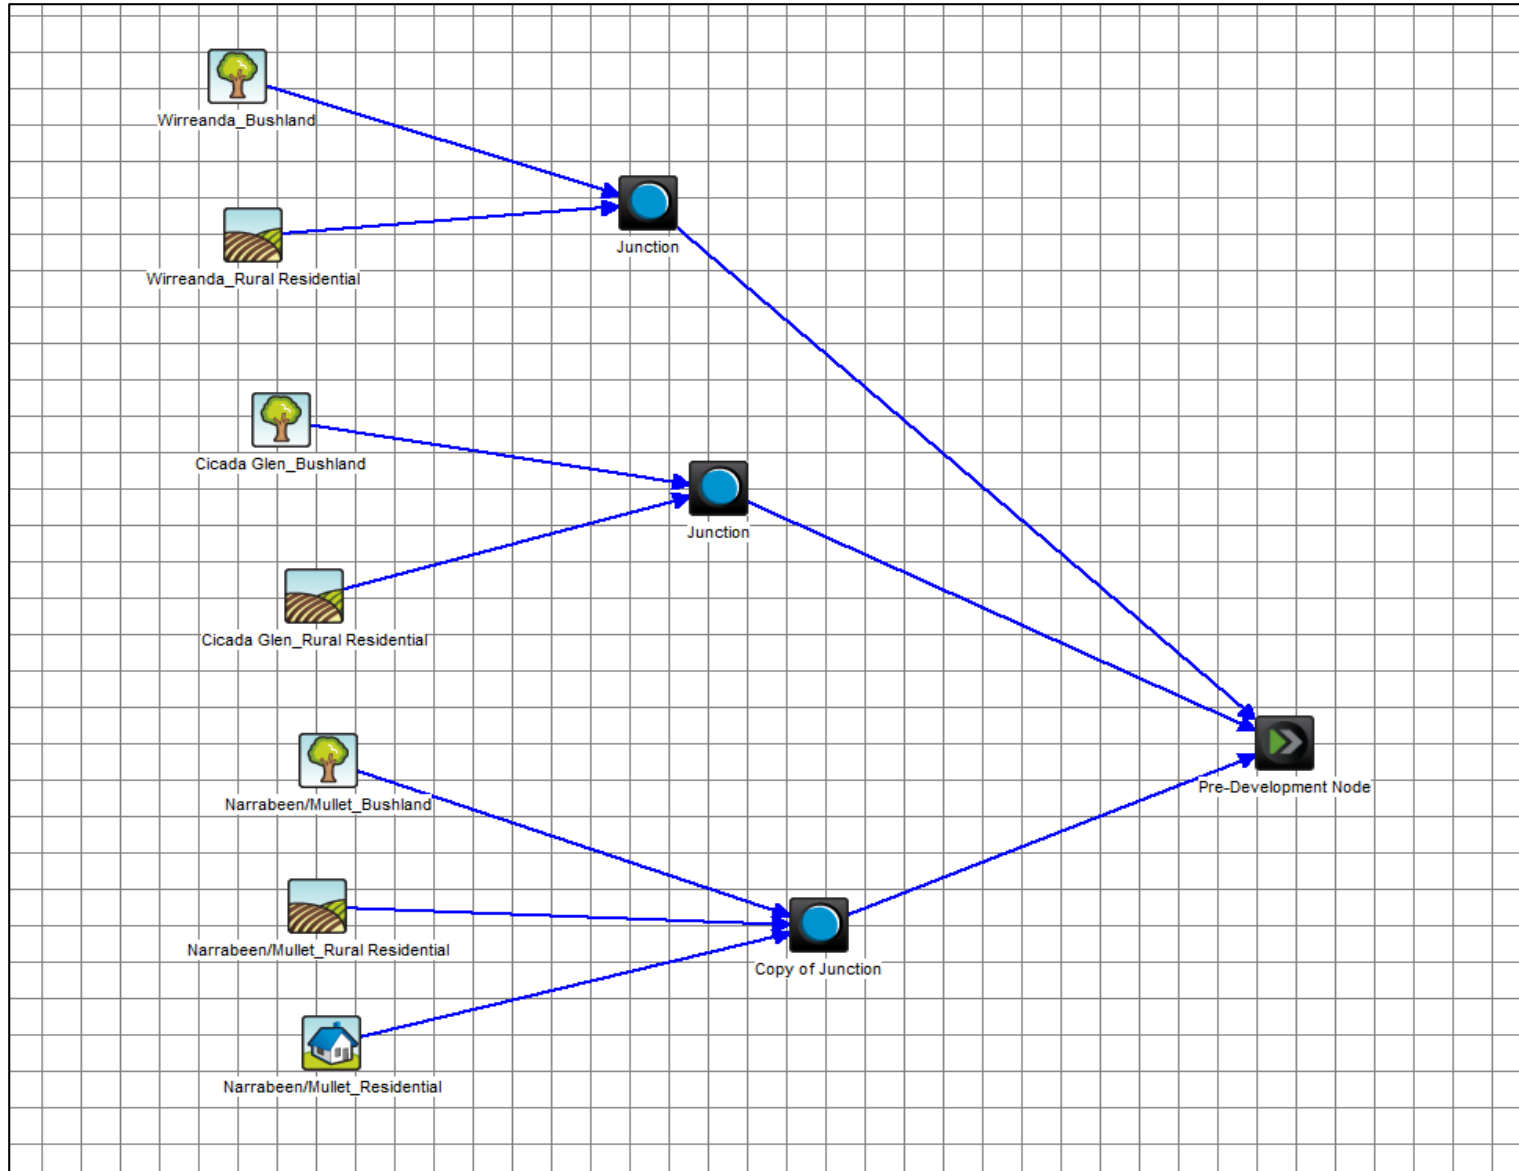 Wirreanda_Bushland
Junction
Wirreanda_Rural Residential
Cicada Glen_Bushland
Junction
Cicada Glen_Rural Residential
Pre-Development Node
Narrabeen/Mullet_Bushland
Narrabeen/Mullet_Rural Residential
Copy of Junction
Narrabeen/Mullet_Residential